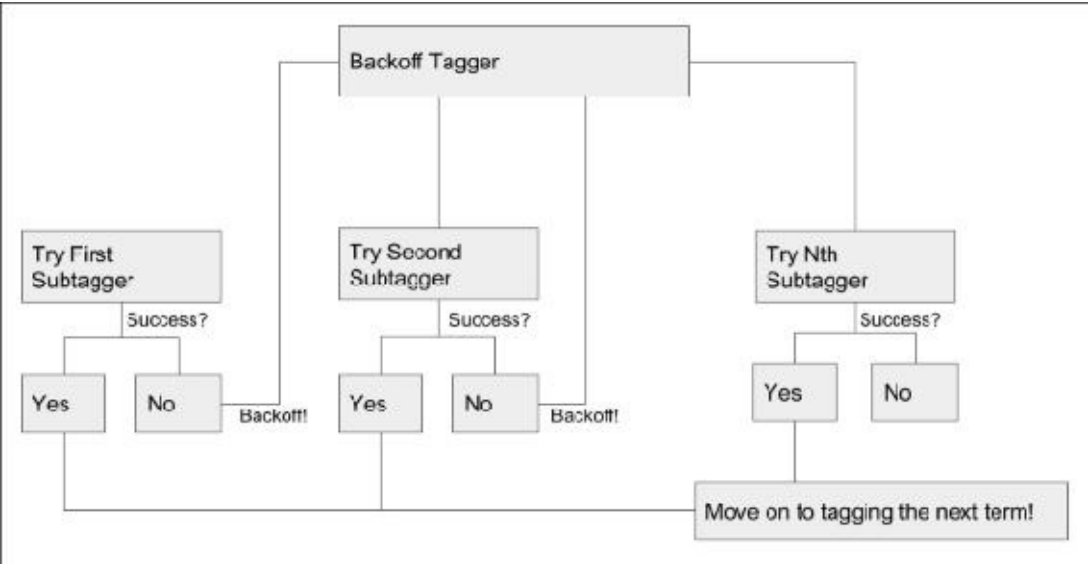 Backoff Tagger
Try First
Subtagger
Try Second
Subtagger
Try Nth
Subtagger
Success?
Success?
Success?
Yes
No
Backoff!
Yes
No
Backoff!
Yes
No
Move on to tagging the next term!